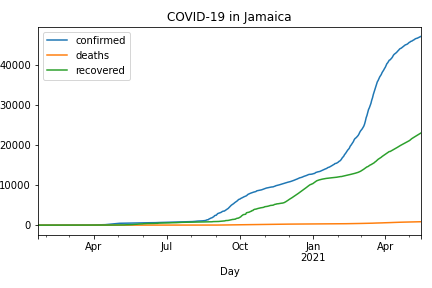 COVID-19 in Jamaica
confirmed
deaths
recovered
40000
30000
20000
10000
0
Apr Jul Oct Jan Apr
2021
Day